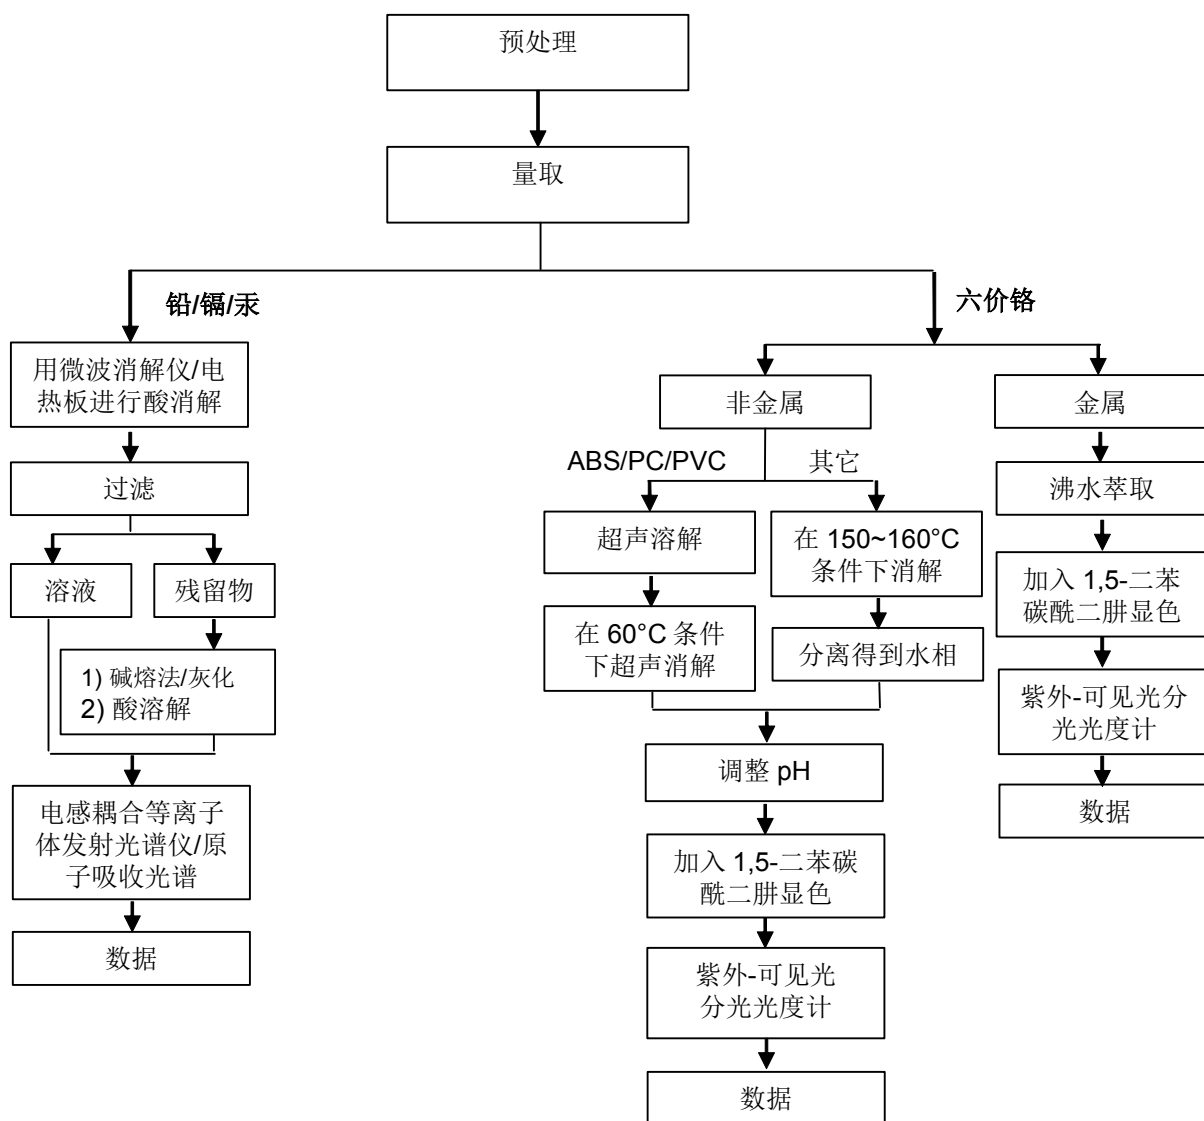 预处理
量取
铅/镉/汞
六价铬
用微波消解仪/电
热板进行酸消解
过滤
溶液
残留物
1) 碱熔法/灰化
2) 酸溶解
电感耦合等离子
体发射光谱仪/原
子吸收光谱
数据
非金属
ABS/PC/PVC
其它
超声溶解
在 60°C 条件
下超声消解
在 150~160°C
条件下消解
分离得到水相
调整 pH
加入 1,5-二苯碳
酰二肼显色
紫外-可见光
分光光度计
数据
金属
沸水萃取
加入 1,5-二苯
碳酰二肼显色
紫外-可见光分
光光度计
数据